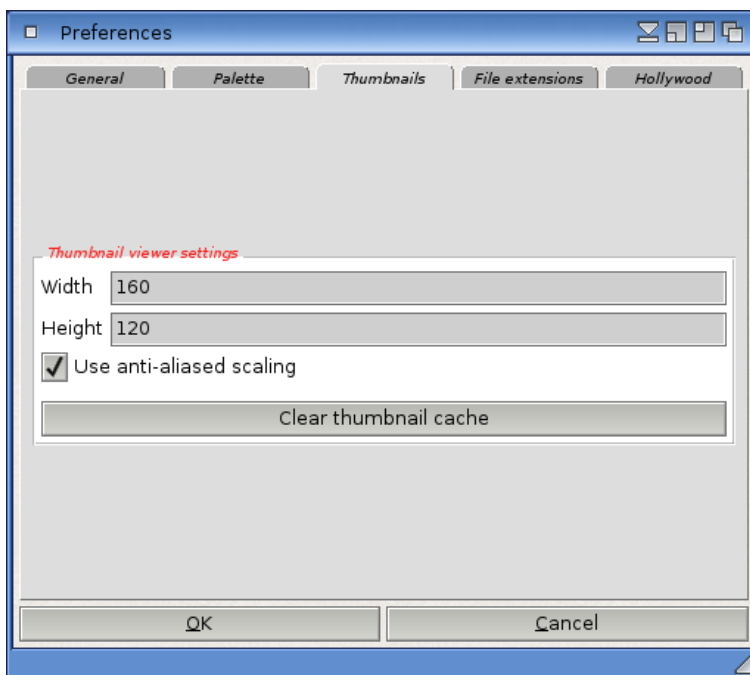 Preferences
General Palette Thumbnails File extensions Hollywood
Thumbnail viewer settings
Width 160
Height 120
Use anti-aliased scaling
Clear thumbnail cache
OK Cancel